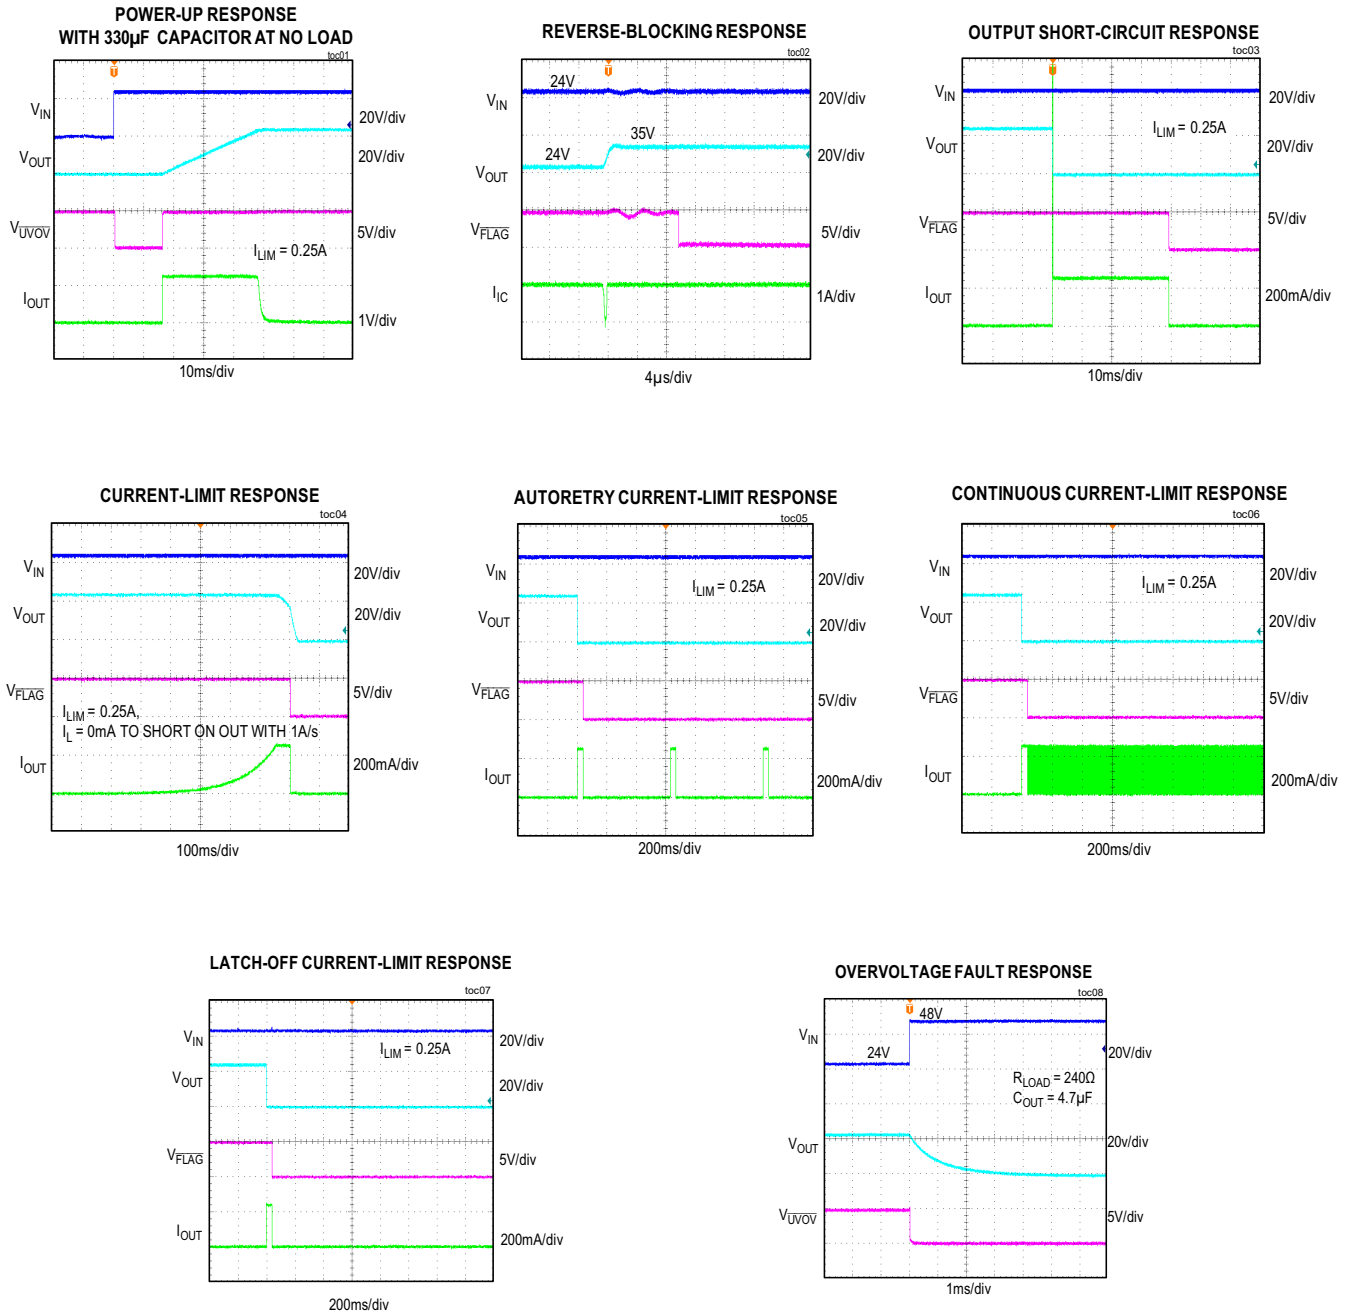 POWER-UP RESPONSE
WITH 330µF CAPACITOR AT NO LOAD
toc01
T
VIN
20V/div
VOUT
20V/div
VUVOV
5V/div
ILIM = 0.25A
IOUT
1V/div
10ms/div
REVERSE-BLOCKING RESPONSE
toc02
T
24V
VIN
20V/div
35V
24V
20V/div
VOUT
VFLAG
5V/div
IIC
1A/div
4µs/div
OUTPUT SHORT-CIRCUIT RESPONSE
toc03
T
VIN
20V/div
ILIM = 0.25A
VOUT
20V/div
VFLAG
5V/div
IOUT
200mA/div
10ms/div
CURRENT-LIMIT RESPONSE
toc04
VIN
20V/div
VOUT
20V/div
VFLAG
5V/div
ILIM = 0.25A,
IL = 0mA TO SHORT ON OUT WITH 1A/s
IOUT
200mA/div
100ms/div
AUTORETRY CURRENT-LIMIT RESPONSE
toc05
VIN
20V/div
ILIM = 0.25A
VOUT
20V/div
VFLAG
5V/div
IOUT
200mA/div
200ms/div
CONTINUOUS CURRENT-LIMIT RESPONSE
toc06
VIN
20V/div
ILIM = 0.25A
VOUT
20V/div
VFLAG
5V/div
IOUT
200mA/div
200ms/div
LATCH-OFF CURRENT-LIMIT RESPONSE
toc07
VIN
20V/div
ILIM = 0.25A
VOUT
20V/div
VFLAG
5V/div
IOUT
200mA/div
200ms/div
OVERVOLTAGE FAULT RESPONSE
toc08
T
48V
VIN
24V
20V/div
RLOAD = 240Ω
COUT = 4.7µF
VOUT
20v/div
VUVOV
5V/div
1ms/div